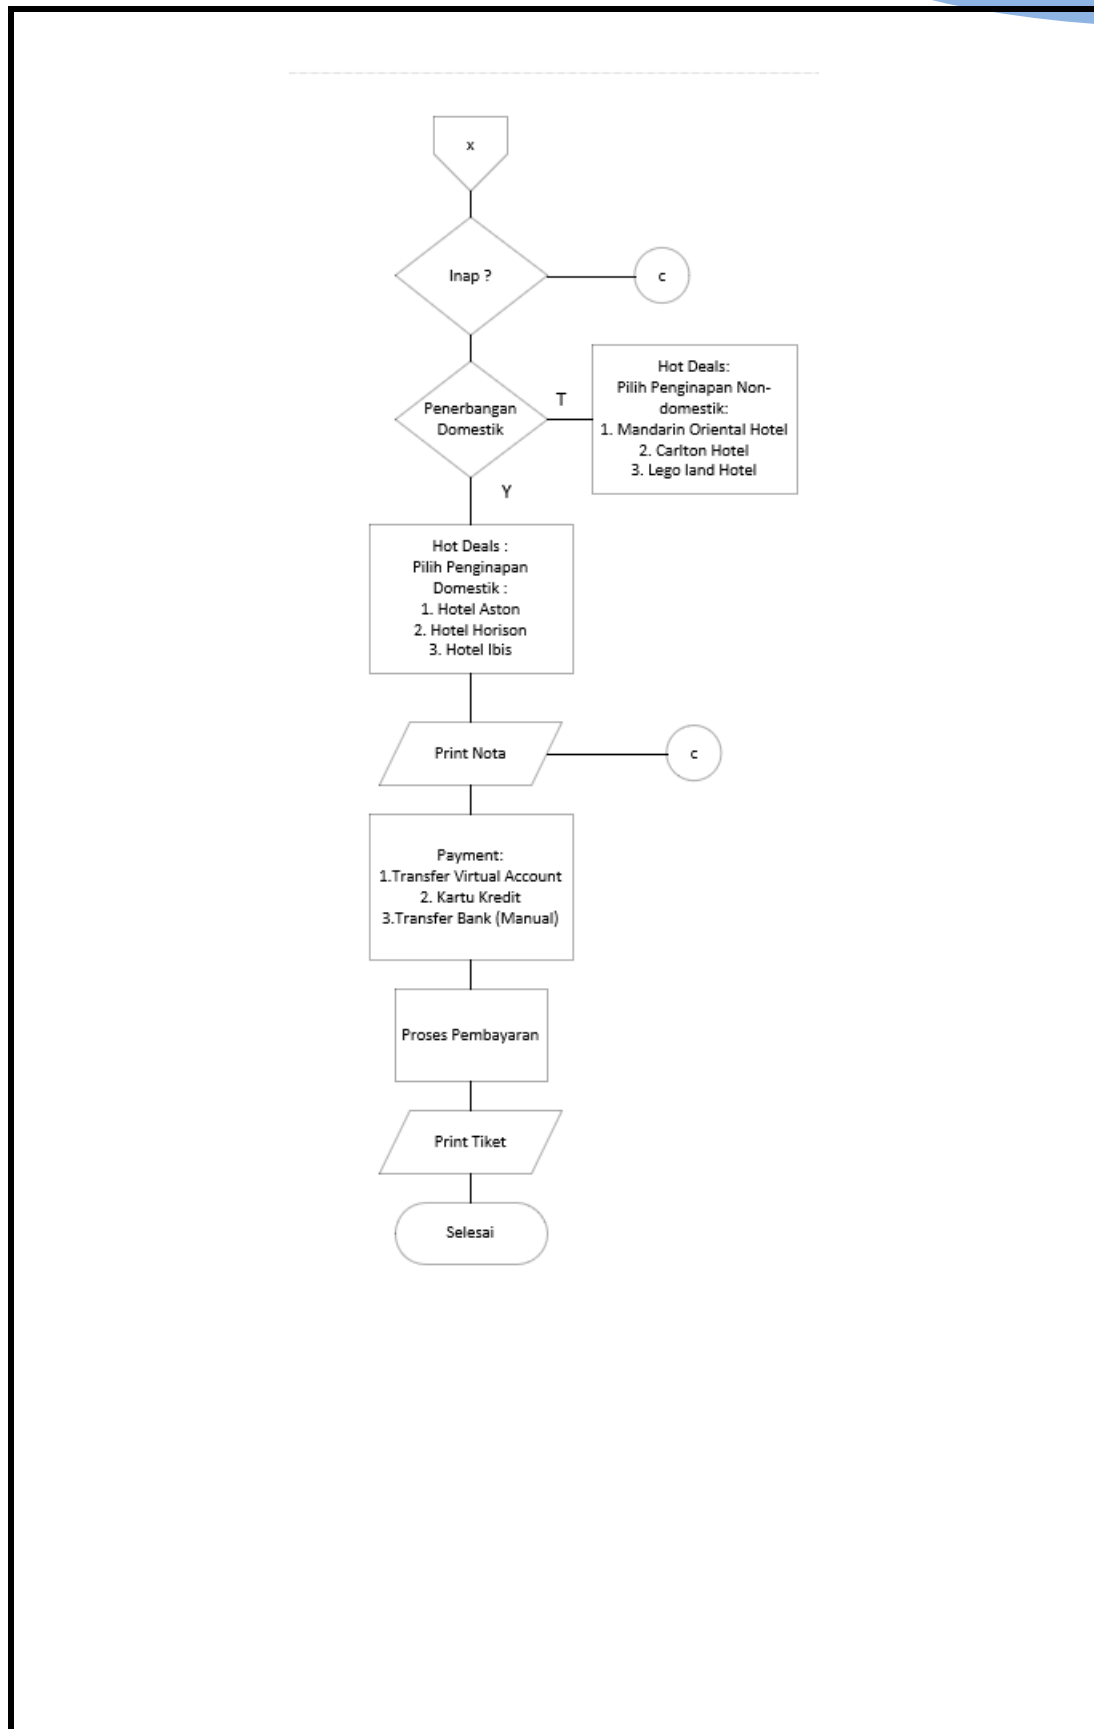 x
Inap ?
c
Penerbangan
Domestik
T
Hot Deals:
Pilih Penginapan Non-
domestik:
1. Mandarin Oriental Hotel
2. Carlton Hotel
3. Lego land Hotel
Y
Hot Deals :
Pilih Penginapan
Domestik :
1. Hotel Aston
2. Hotel Horison
3. Hotel Ibis
Print Nota
c
Payment:
1.Transfer Virtual Account
2. Kartu Kredit
3.Transfer Bank (Manual)
Proses Pembayaran
Print Tiket
Selesai